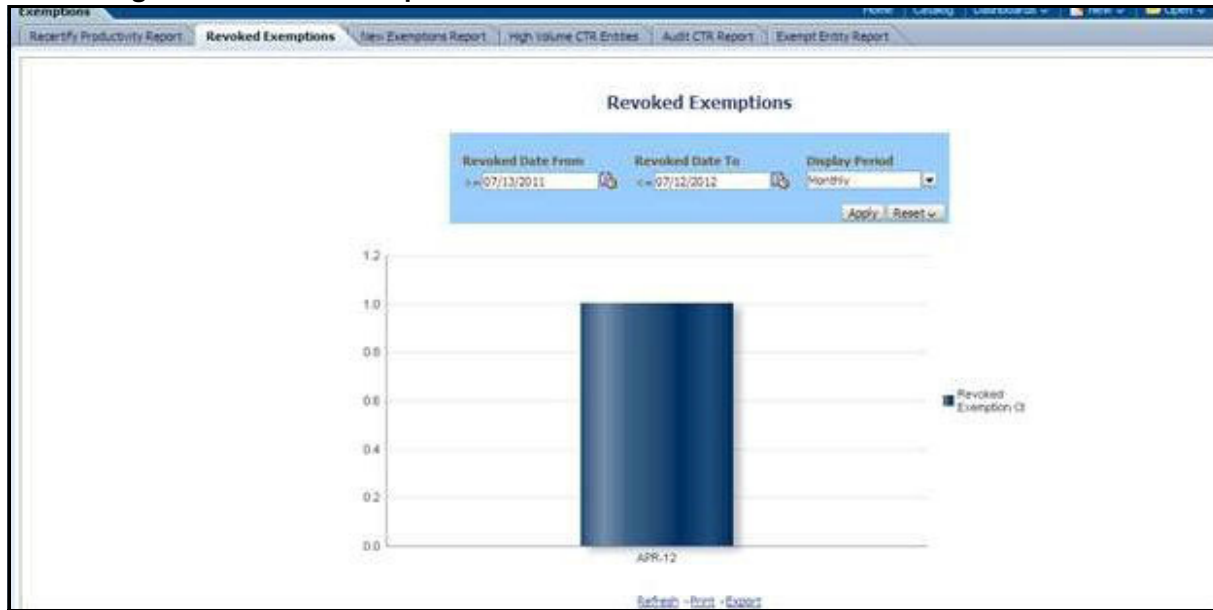 Exemptions
Home Catalog Dashboards New Open
Recertify Productivity Report Revoked Exemptions New Exemptions Report High Volume CTR Entities Audit CTR Report Exempt Entity Report
Revoked Exemptions
Revoked Date From Revoked Date To Display Period
>= 07/13/2011 <= 07/12/2012 Monthly
Apply Reset
1.2
1.0
0.8
0.6
0.4
0.2
0.0
Revoked
Exemption Ct
APR-12
Refresh - Print - Export